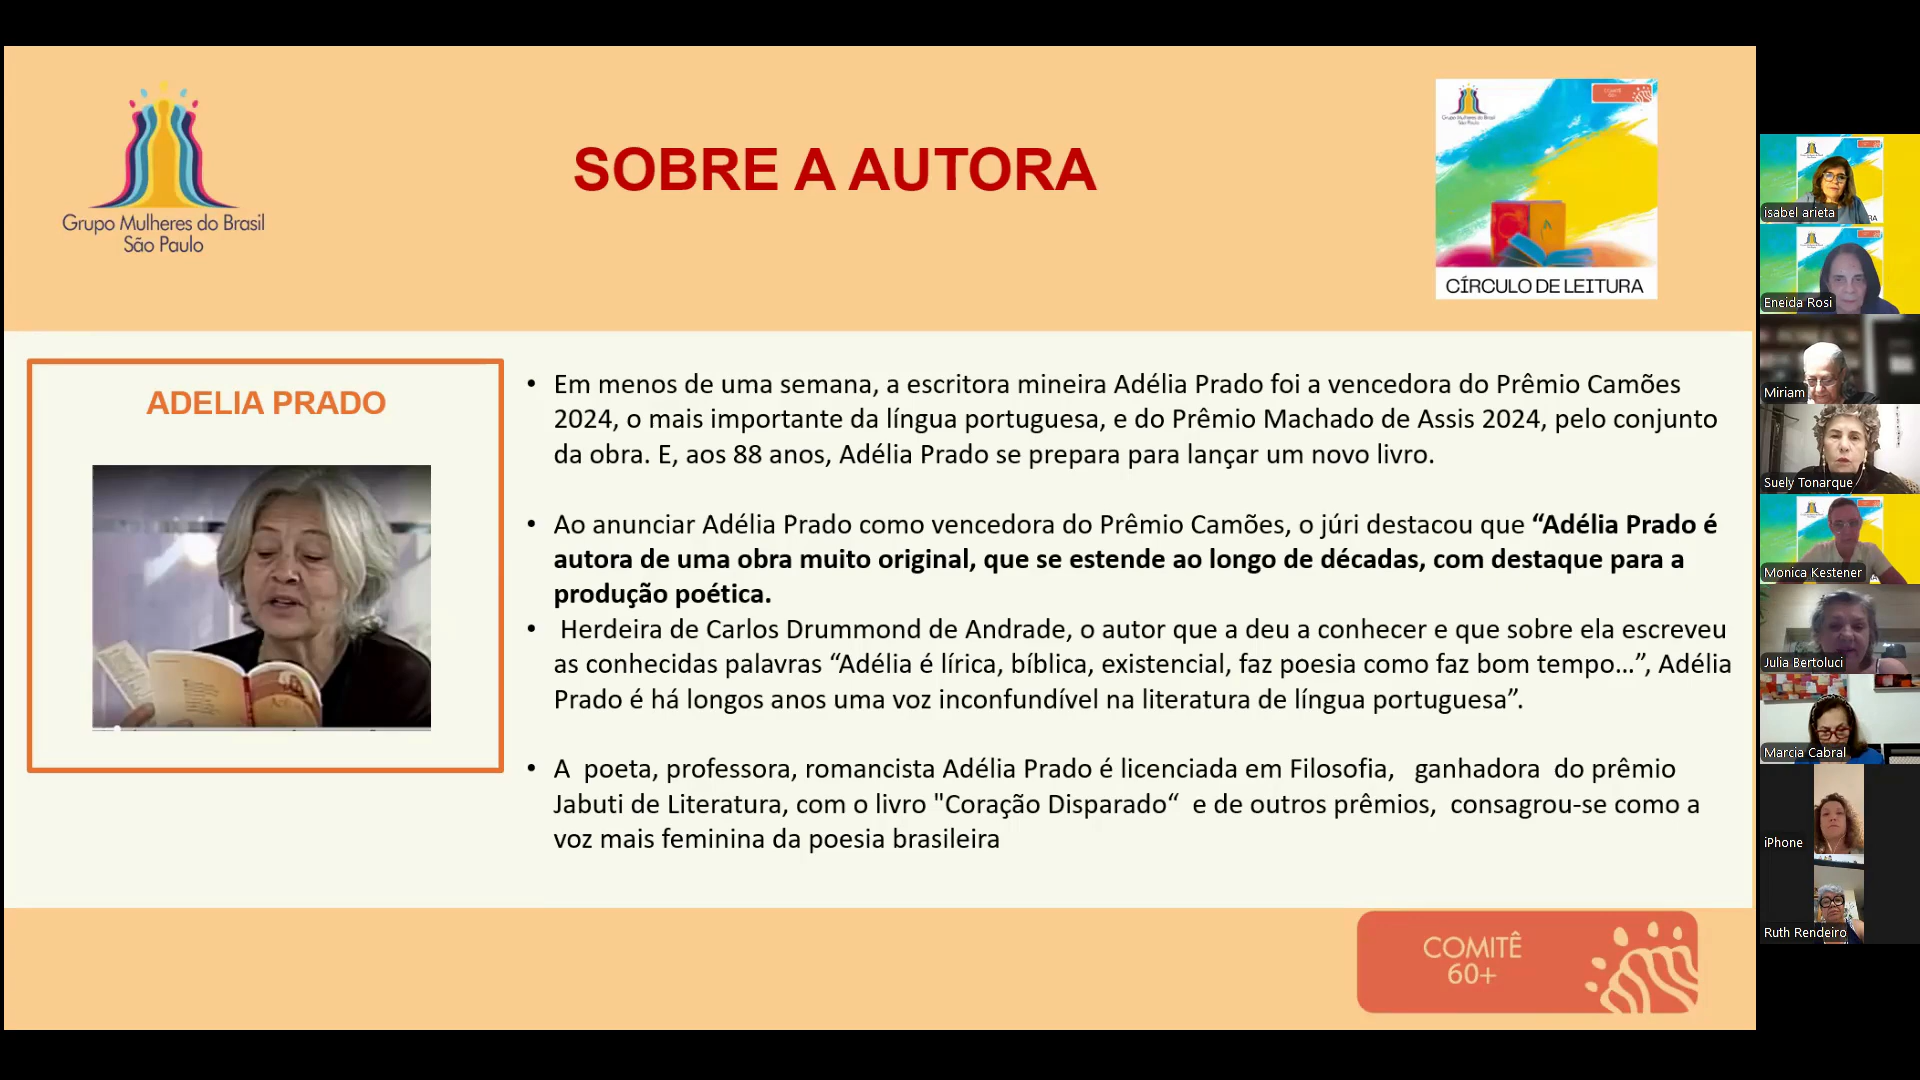 Grupo Mulheres do Brasil
São Paulo
SOBRE A AUTORA
Grupo Mulheres do Brasil
São Paulo
COMITÊ
60+
CÍRCULO DE LEITURA
ADELIA PRADO
• Em menos de uma semana, a escritora mineira Adélia Prado foi a vencedora do Prêmio Camões
2024, o mais importante da língua portuguesa, e do Prêmio Machado de Assis 2024, pelo conjunto
da obra. E, aos 88 anos, Adélia Prado se prepara para lançar um novo livro.
• Ao anunciar Adélia Prado como vencedora do Prêmio Camões, o júri destacou que “Adélia Prado é
autora de uma obra muito original, que se estende ao longo de décadas, com destaque para a
produção poética.
• Herdeira de Carlos Drummond de Andrade, o autor que a deu a conhecer e que sobre ela escreveu
as conhecidas palavras “Adélia é lírica, bíblica, existencial, faz poesia como faz bom tempo…”, Adélia
Prado é há longos anos uma voz inconfundível na literatura de língua portuguesa”.
• A poeta, professora, romancista Adélia Prado é licenciada em Filosofia, ganhadora do prêmio
Jabuti de Literatura, com o livro "Coração Disparado“ e de outros prêmios, consagrou-se como a
voz mais feminina da poesia brasileira
COMITÊ
60+
isabel arieta
Eneida Rosi
Miriam
Suely Tonarque
Monica Kestener
Julia Bertoluci
Marcia Cabral
iPhone
Ruth Rendeiro